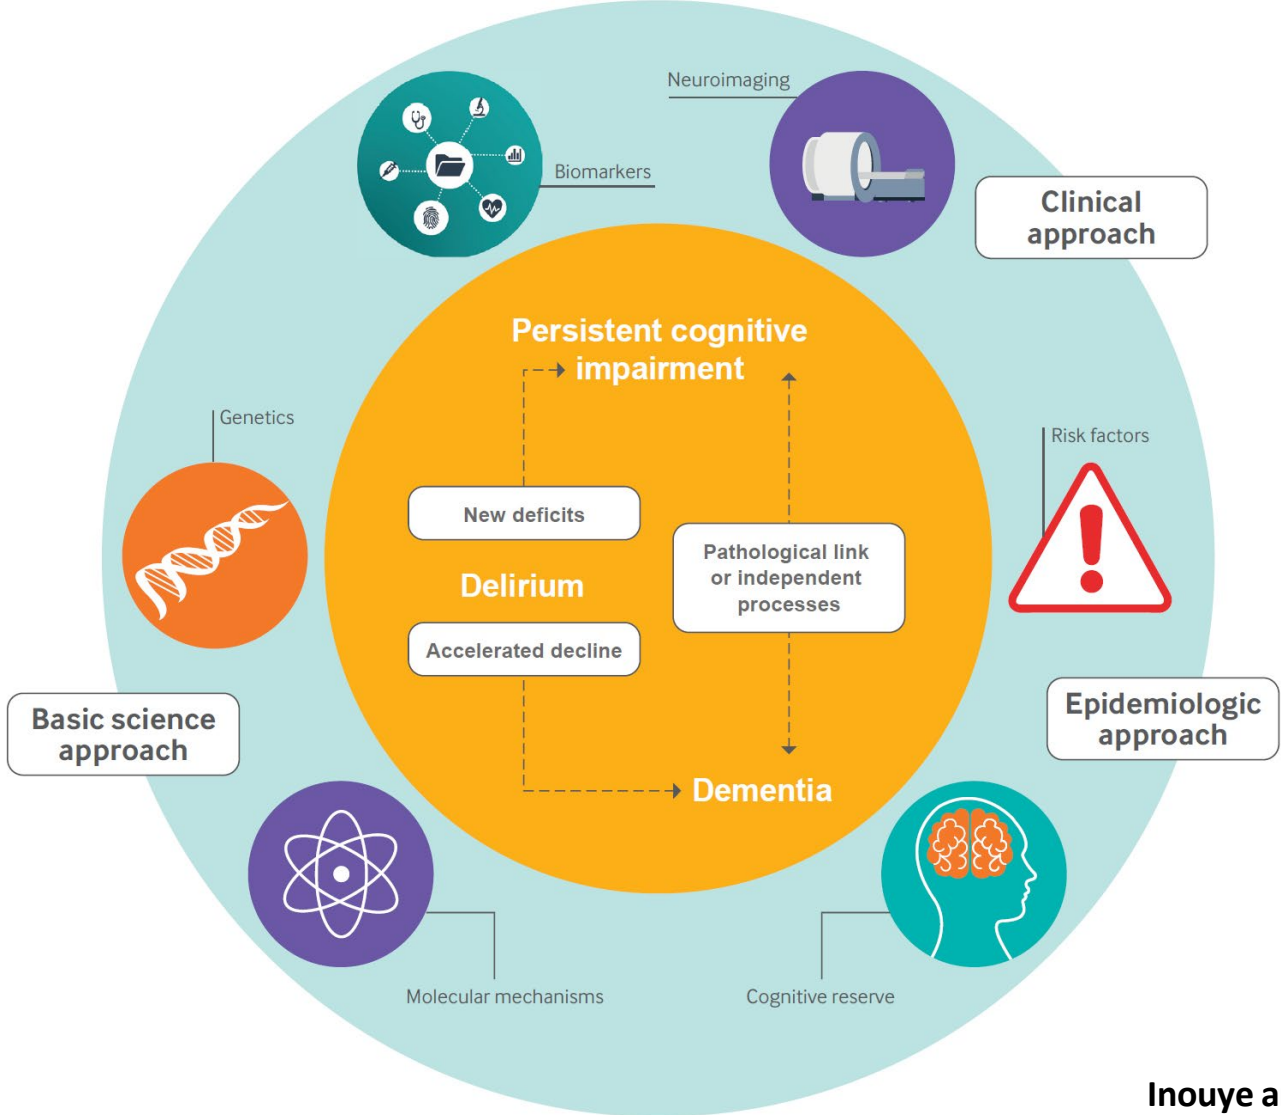 Neuroimaging
Biomarkers
Clinical
approach
Persistent cognitive
impairment
Genetics
Risk factors
New deficits
Pathological link
or independent
processes
Delirium
Accelerated decline
Basic science
approach
Epidemiologic
approach
Dementia
Molecular mechanisms
Cognitive reserve
Inouye a